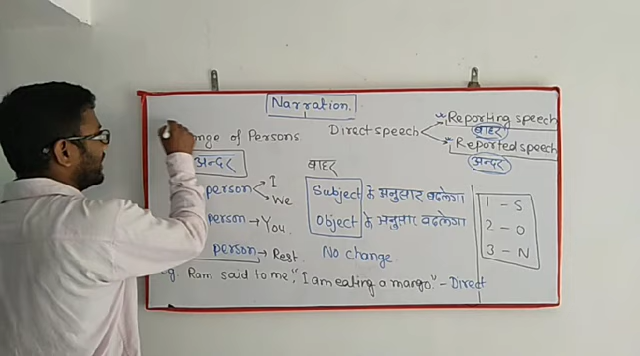 Narration.
nge of Persons Direct speech Reporting speech
बाहर
Reported speech
अन्दर
अन्दर बाहर
person I Subject के अनुसार बदलेगा 1 - S
We
person → You. Object के अनुसार बदलेगा 2 - O
person → Rest. No change. 3 - N
e.g. Ram said to me, "I am eating a mango." - Direct